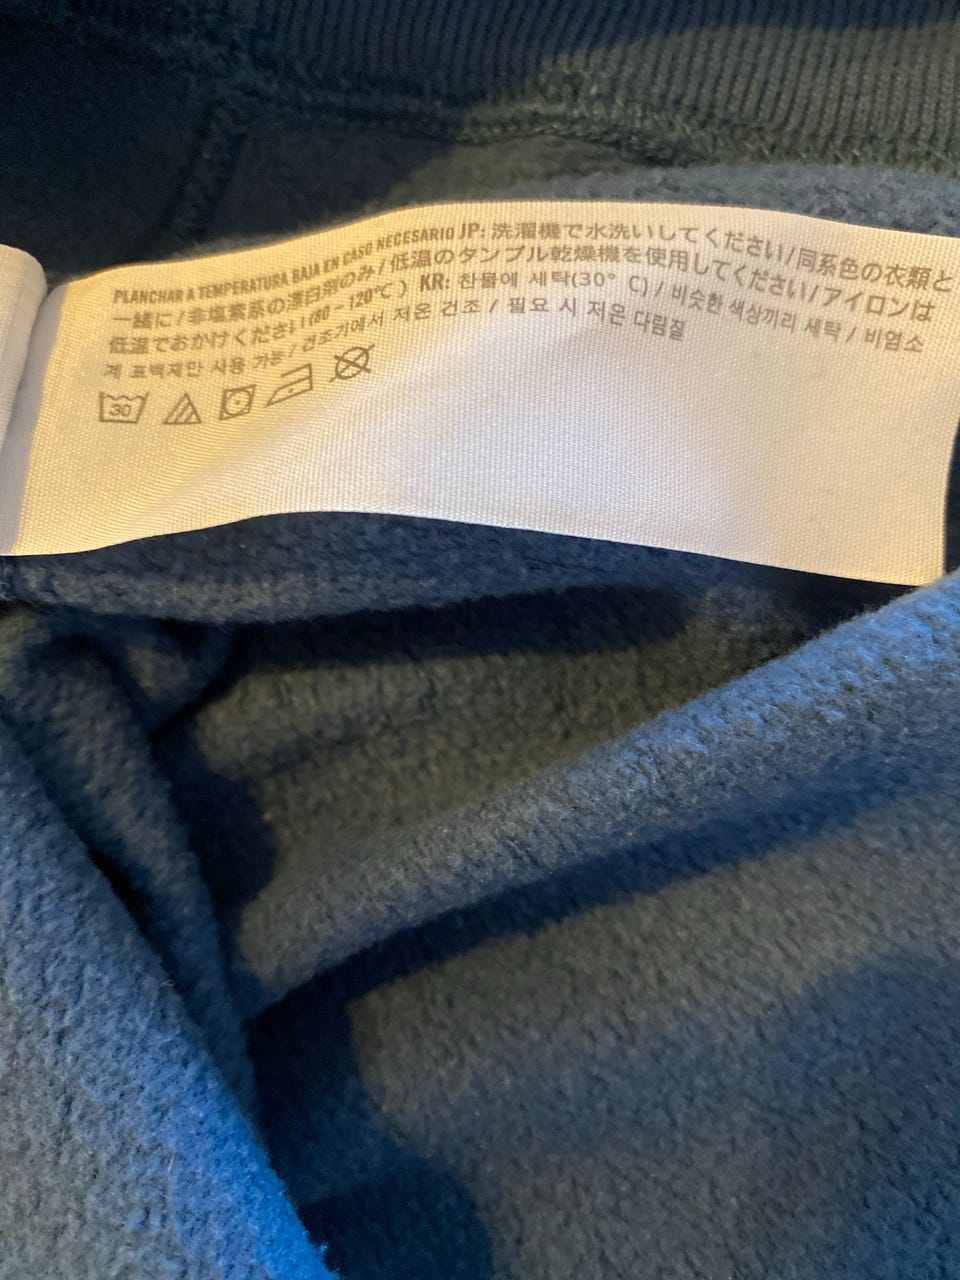 PLANCHAR A TEMPERATURA BAJA EN CASO NECESARIO JP: 洗濯機で水洗いしてください/同系色の衣類と
一緒に/非塩素系の漂白剤のみ/低温のタンブル乾燥機を使用してください/アイロンは
低温でおかけください(80-120℃) KR: 찬물에 세탁(30° C) / 비슷한 색상끼리 세탁 / 비염소
계 표백제만 사용 가능 / 건조기에서 저온 건조 / 필요 시 저온 다림질
30